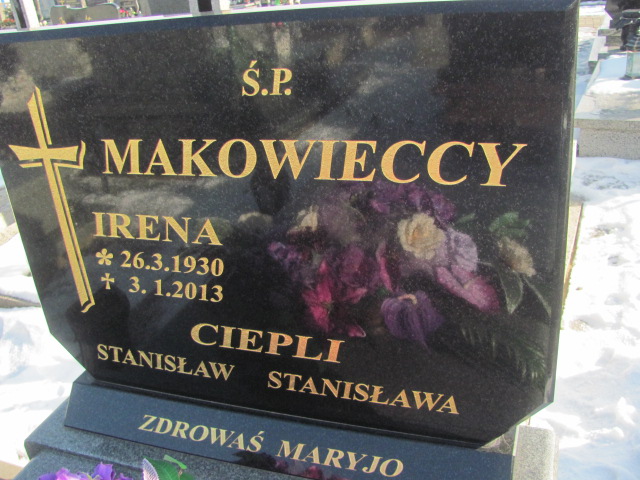 Ś.P.
MAKOWIECCY
IRENA
* 26.3.1930
✝ 3.1.2013
CIEPLI
STANISŁAW STANISŁAWA
ZDROWAŚ MARYJO